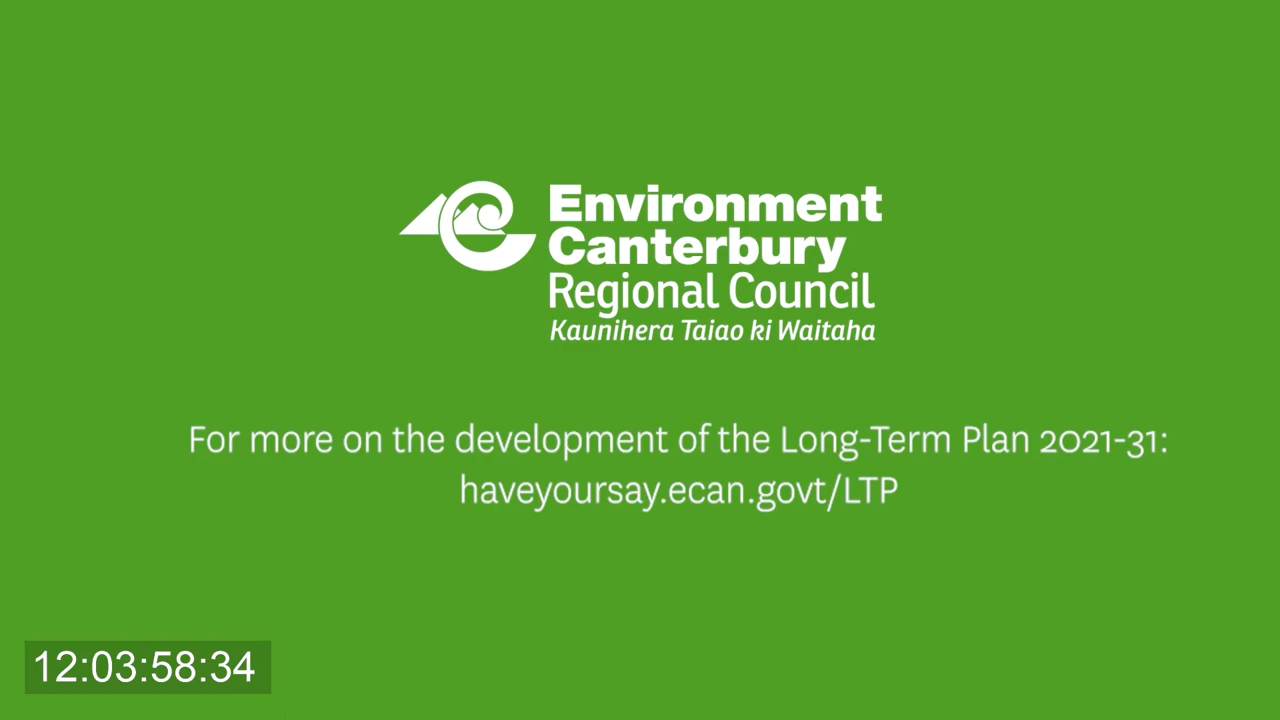 Environment
Canterbury
Regional Council
Kaunihera Taiao ki Waitaha
For more on the development of the Long-Term Plan 2021-31:
haveyoursay.ecan.govt/LTP
12:03:58:34